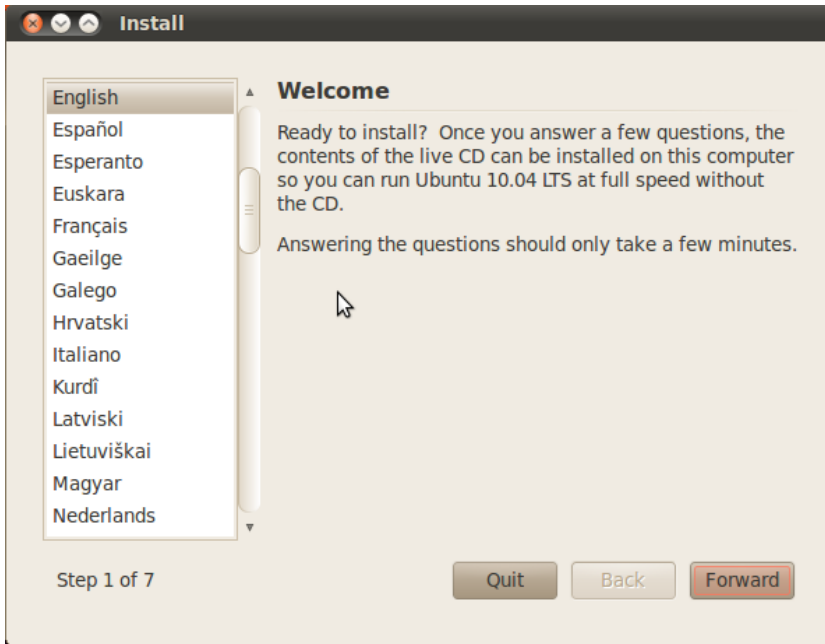 Install
English
Español
Esperanto
Euskara
Français
Gaeilge
Galego
Hrvatski
Italiano
Kurdî
Latviski
Lietuviškai
Magyar
Nederlands
Welcome
Ready to install?  Once you answer a few questions, the
contents of the live CD can be installed on this computer
so you can run Ubuntu 10.04 LTS at full speed without
the CD.
Answering the questions should only take a few minutes.
Step 1 of 7
Quit
Back
Forward